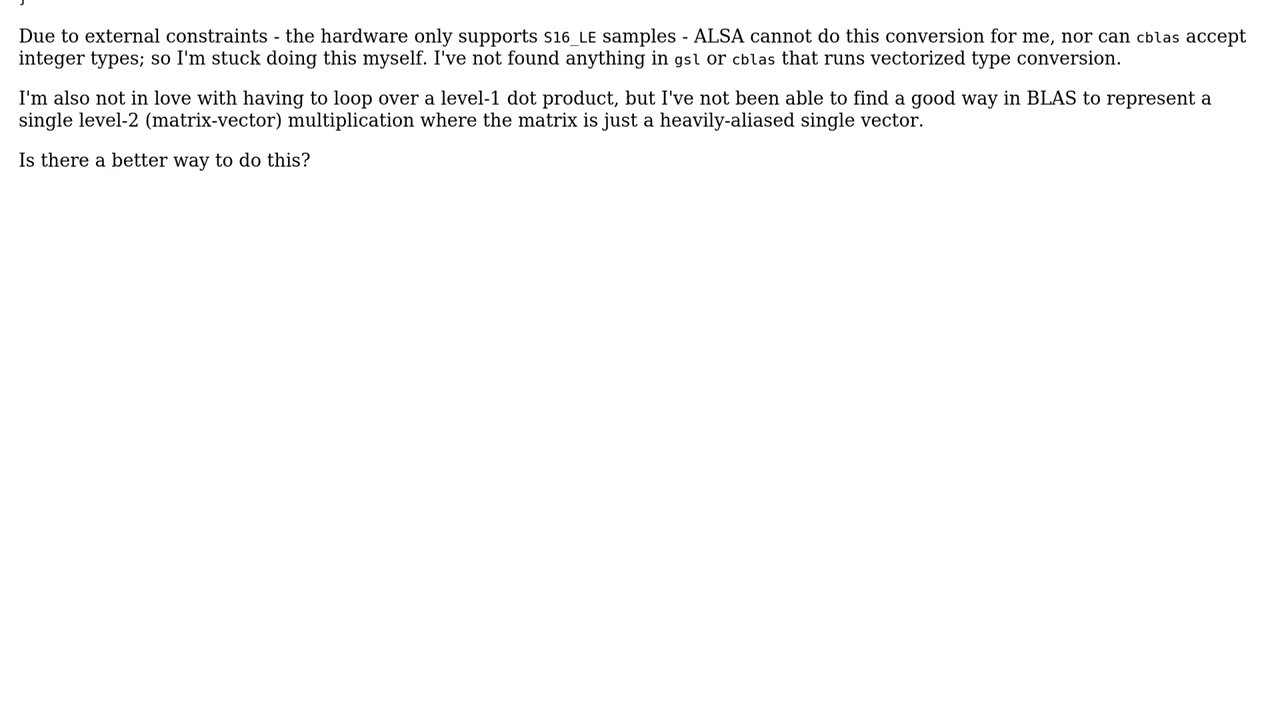 }
Due to external constraints - the hardware only supports S16_LE samples - ALSA cannot do this conversion for me, nor can cblas accept
integer types; so I'm stuck doing this myself. I've not found anything in gsl or cblas that runs vectorized type conversion.
I'm also not in love with having to loop over a level-1 dot product, but I've not been able to find a good way in BLAS to represent a
single level-2 (matrix-vector) multiplication where the matrix is just a heavily-aliased single vector.
Is there a better way to do this?